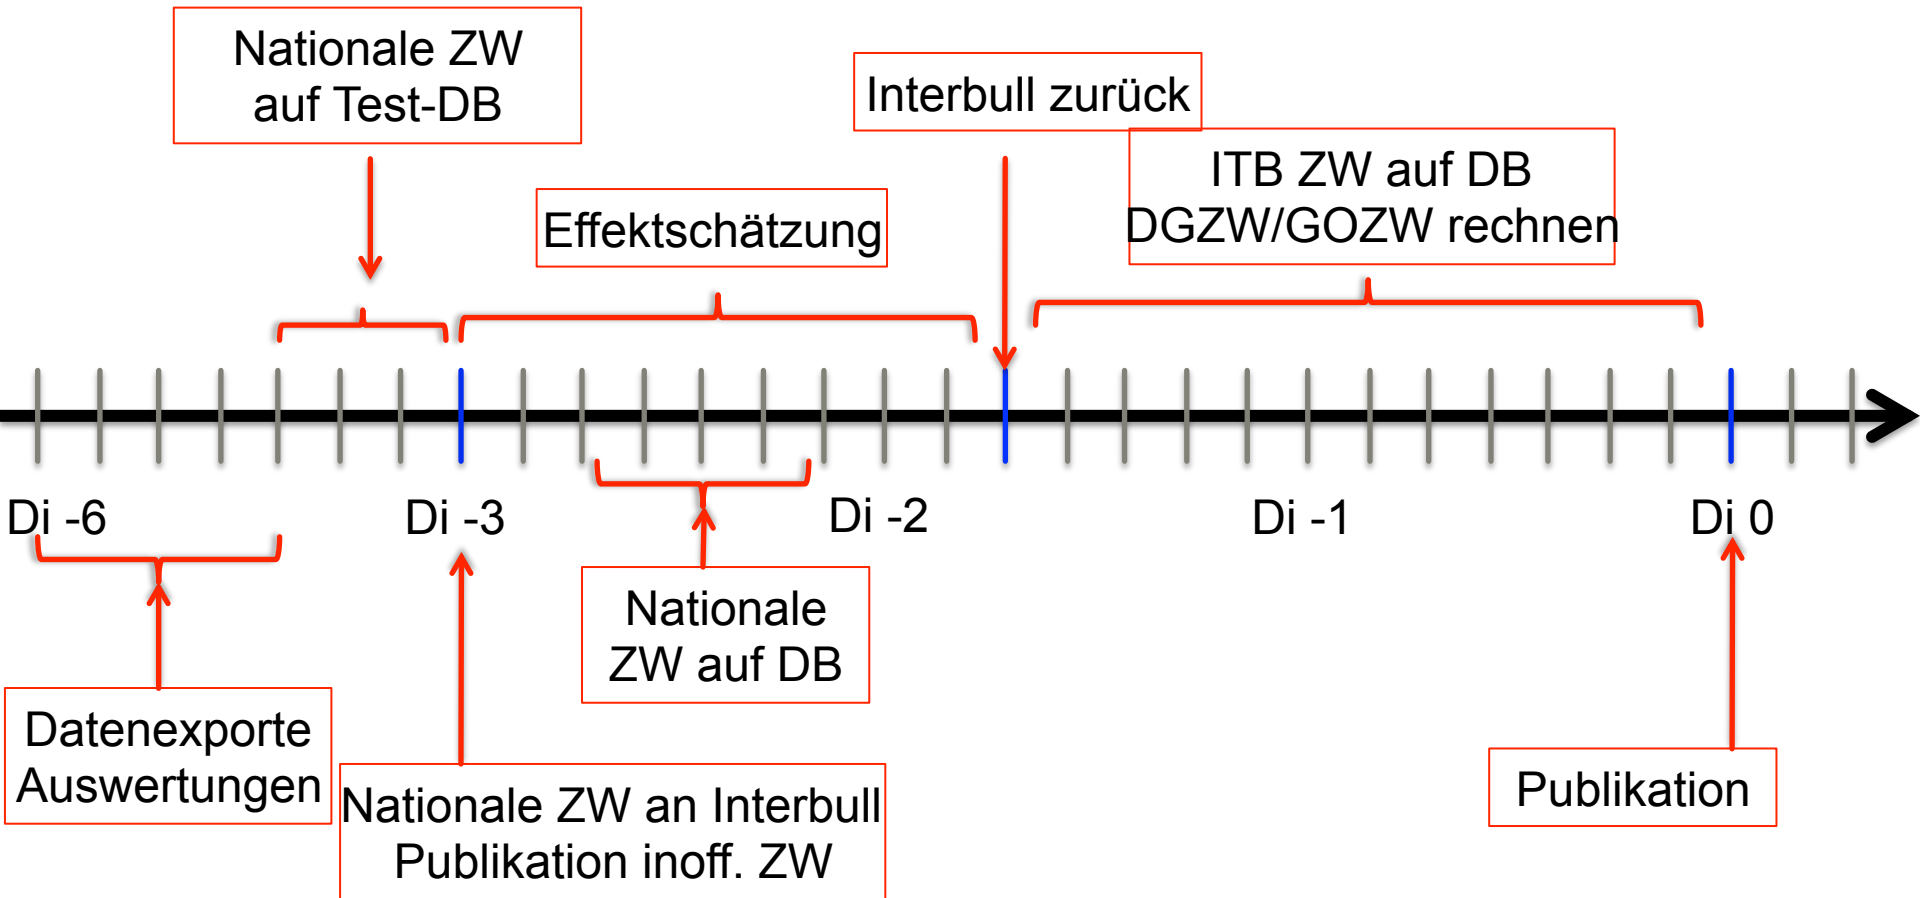 Nationale ZW
auf Test-DB
Interbull zurück
Effektschätzung
ITB ZW auf DB
DGZW/GOZW rechnen
Di -6
Di -3
Di -2
Di -1
Di 0
Nationale
ZW auf DB
Datenexporte
Auswertungen
Nationale ZW an Interbull
Publikation inoff. ZW
Publikation